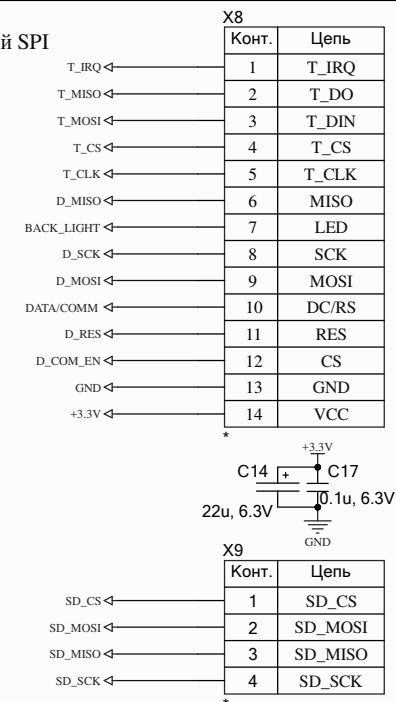 й SPI
X8
Конт. Цепь
T_IRQ 1 T_IRQ
T_MISO 2 T_DO
T_MOSI 3 T_DIN
T_CS 4 T_CS
T_CLK 5 T_CLK
D_MISO 6 MISO
BACK_LIGHT 7 LED
D_SCK 8 SCK
D_MOSI 9 MOSI
DATA/COMM 10 DC/RS
D_RES 11 RES
D_COM_EN 12 CS
GND 13 GND
+3.3V 14 VCC
*
+3.3V
C14 + C17
22u, 6.3V 0.1u, 6.3V
GND
X9
Конт. Цепь
SD_CS 1 SD_CS
SD_MOSI 2 SD_MOSI
SD_MISO 3 SD_MISO
SD_SCK 4 SD_SCK
*